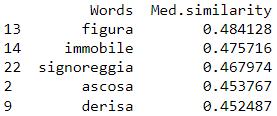 Words Med.similarity
13 figura 0.484128
14 immobile 0.475716
22 signoreggia 0.467974
2 ascosa 0.453767
9 derisa 0.452487